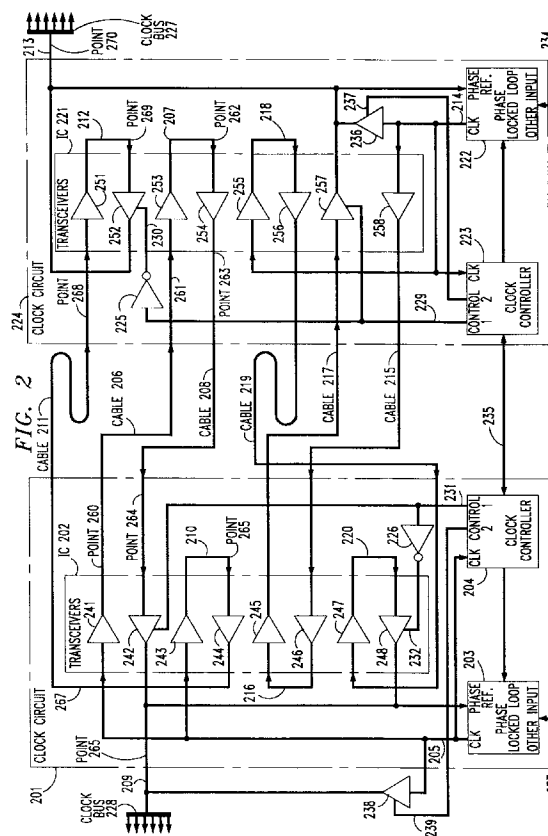 FIG. 2
224
CLOCK CIRCUIT
213
POINT 270
CLOCK BUS 227
IC 221
TRANSCEIVERS
251
212
POINT 269
252
230
253
207
POINT 262
254
255
218
256
257
258
POINT 268
225
261
POINT 263
229
236
237
214
CONTROL
1
2
CLK
223
CLOCK CONTROLLER
CLK
PHASE REF.
PHASE LOCKED LOOP
OTHER INPUT
222
234
CABLE 211
CABLE 206
CABLE 208
CABLE 219
CABLE 217
CABLE 215
235
201
CLOCK CIRCUIT
IC 202
TRANSCEIVERS
POINT 260
POINT 264
241
242
243
210
POINT 265
244
245
246
216
247
220
248
232
226
231
267
POINT 265
209
CLOCK BUS 228
238
239
205
CLK
PHASE REF.
PHASE LOCKED LOOP
OTHER INPUT
203
CLK
CONTROL
1
2
204
CLOCK CONTROLLER